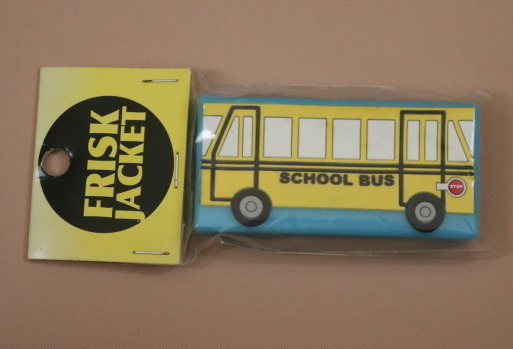 FRISK
JACKET
SCHOOL BUS
STOP